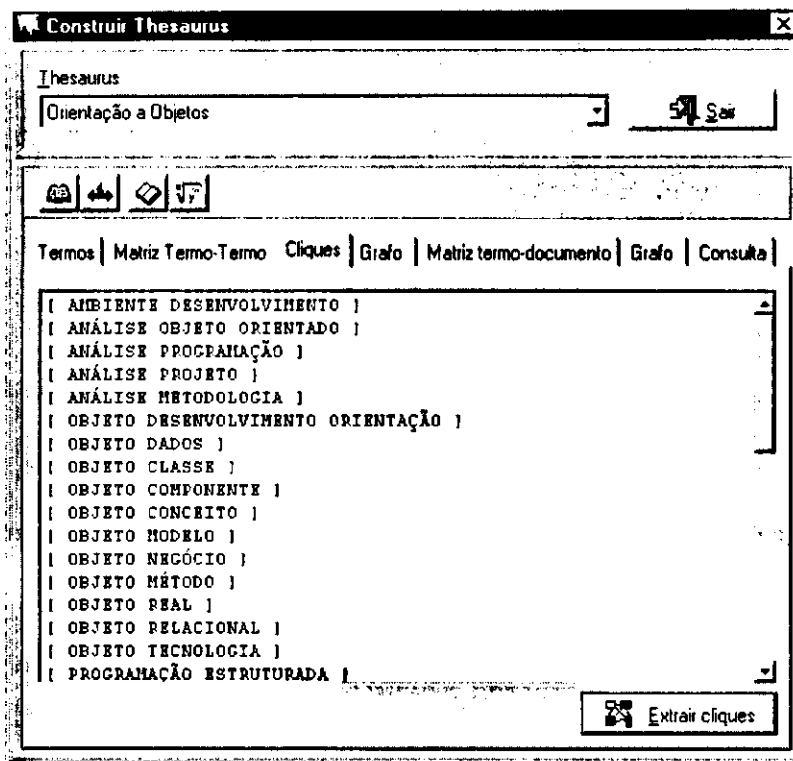 Construir Thesaurus
Thesaurus
Orientação a Objetos
Sair
Termos Matriz Termo-Termo Cliques Grafo Matriz termo-documento Grafo Consulta
[ AMBIENTE DESENVOLVIMENTO ]
[ ANÁLISE OBJETO ORIENTADO ]
[ ANÁLISE PROGRAMAÇÃO ]
[ ANÁLISE PROJETO ]
[ ANÁLISE METODOLOGIA ]
[ OBJETO DESENVOLVIMENTO ORIENTAÇÃO ]
[ OBJETO DADOS ]
[ OBJETO CLASSE ]
[ OBJETO COMPONENTE ]
[ OBJETO CONCEITO ]
[ OBJETO MODELO ]
[ OBJETO NEGÓCIO ]
[ OBJETO MÉTODO ]
[ OBJETO REAL ]
[ OBJETO RELACIONAL ]
[ OBJETO TECNOLOGIA ]
[ PROGRAMAÇÃO ESTRUTURADA ]
Extrair cliques